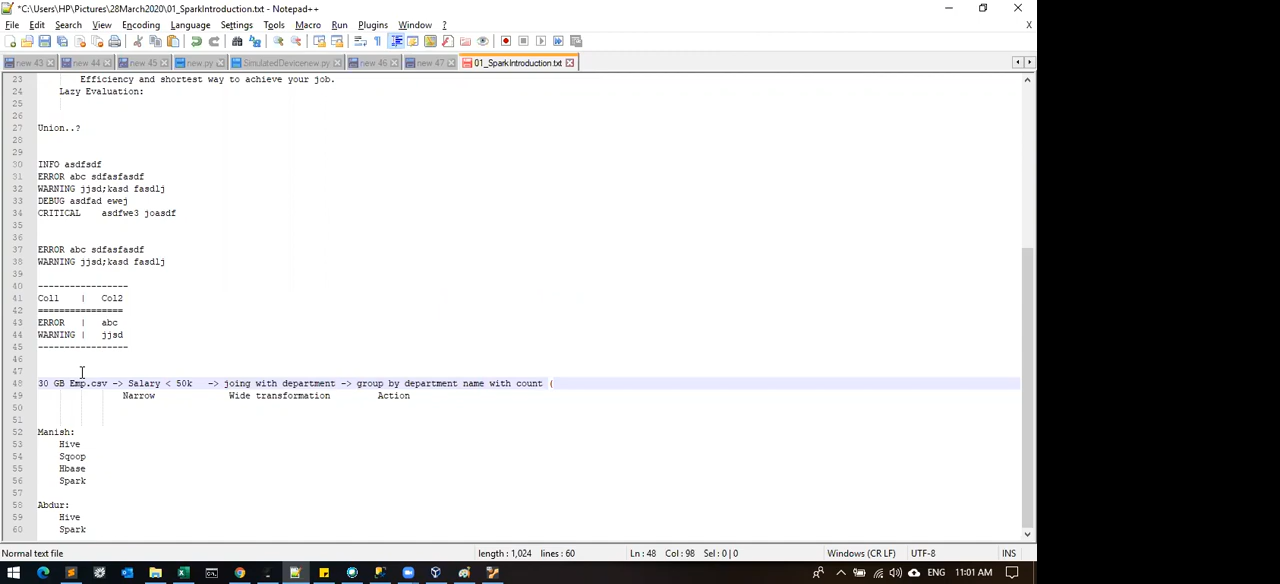 *C:\Users\HP\Pictures\28March2020\01_SparkIntroduction.txt - Notepad++
File Edit Search View Encoding Language Settings Tools Macro Run Plugins Window ?
X
new 43 new 44 new 45 new.py SimulatedDevicenew.py new 46 new 47 01_SparkIntroduction.txt
23 Efficiency and shortest way to achieve your job.
24 Lazy Evaluation:
25
26
27 Union..?
28
29
30 INFO asdfsdf
31 ERROR abc sdfasfasdf
32 WARNING jjsd;kasd fasdlj
33 DEBUG asdfad ewej
34 CRITICAL asdfwe3 joasdf
35
36
37 ERROR abc sdfasfasdf
38 WARNING jjsd;kasd fasdlj
39
40 -----------------
41 Col1 | Col2
42 ================
43 ERROR | abc
44 WARNING | jjsd
45 -----------------
46
47
48 30 GB Emp.csv -> Salary < 50k -> joing with department -> group by department name with count (
49 Narrow Wide transformation Action
50
51
52 Manish:
53 Hive
54 Sqoop
55 Hbase
56 Spark
57
58 Abdur:
59 Hive
60 Spark
Normal text file length : 1,024 lines : 60 Ln : 48 Col : 98 Sel : 0 | 0 Windows (CR LF) UTF-8 INS
ENG 11:01 AM